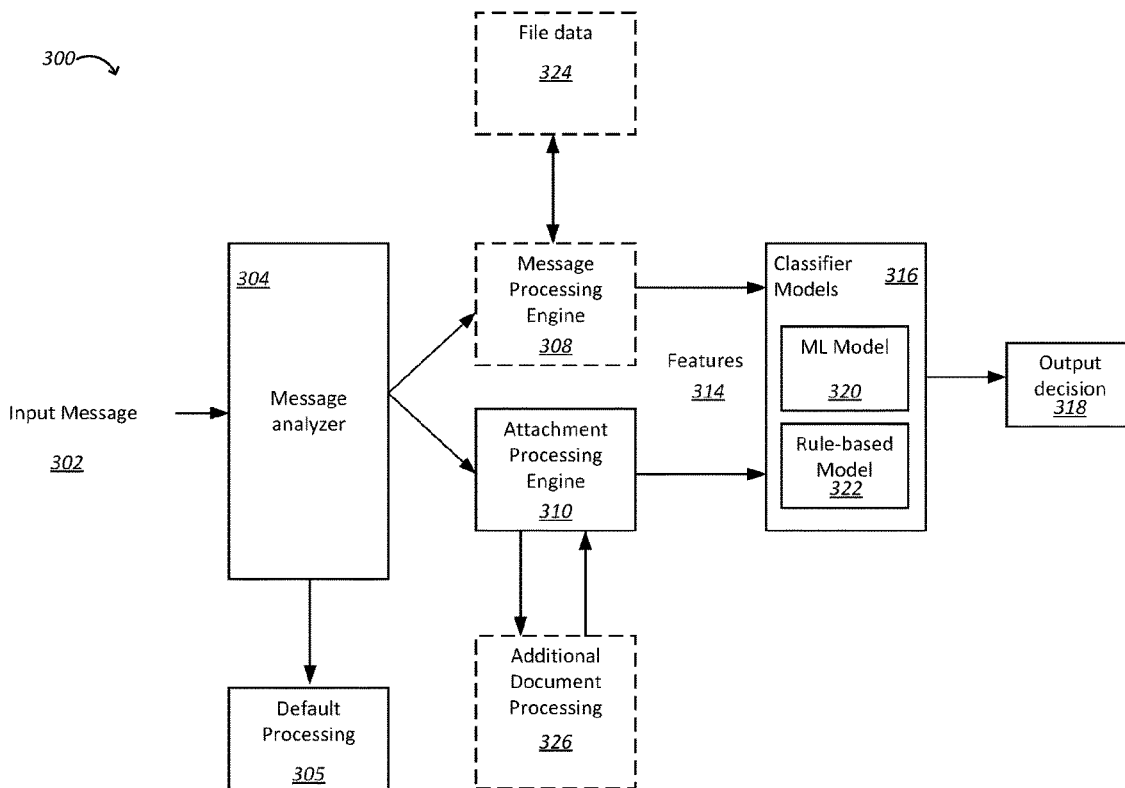 300
File data
324
304
Message
analyzer
Input Message
302
Message
Processing
Engine
308
Features
314
Attachment
Processing
Engine
310
Classifier
Models
316
ML Model
320
Rule-based
Model
322
Output
decision
318
Default
Processing
305
Additional
Document
Processing
326